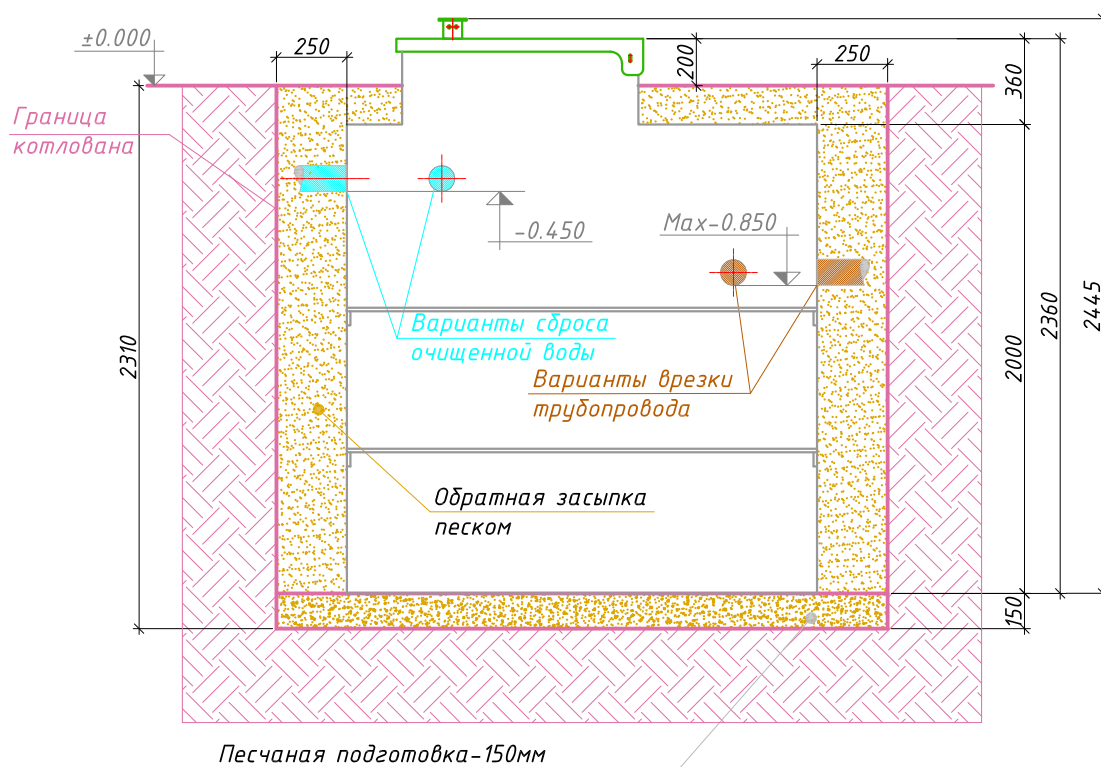 ±0.000
250
200
250
360
Граница
котлована
-0.450
Max-0.850
2445
2360
2310
2000
Варианты сброса
очищенной воды
Варианты врезки
трубопровода
Обратная засыпка
песком
150
Песчаная подготовка-150мм